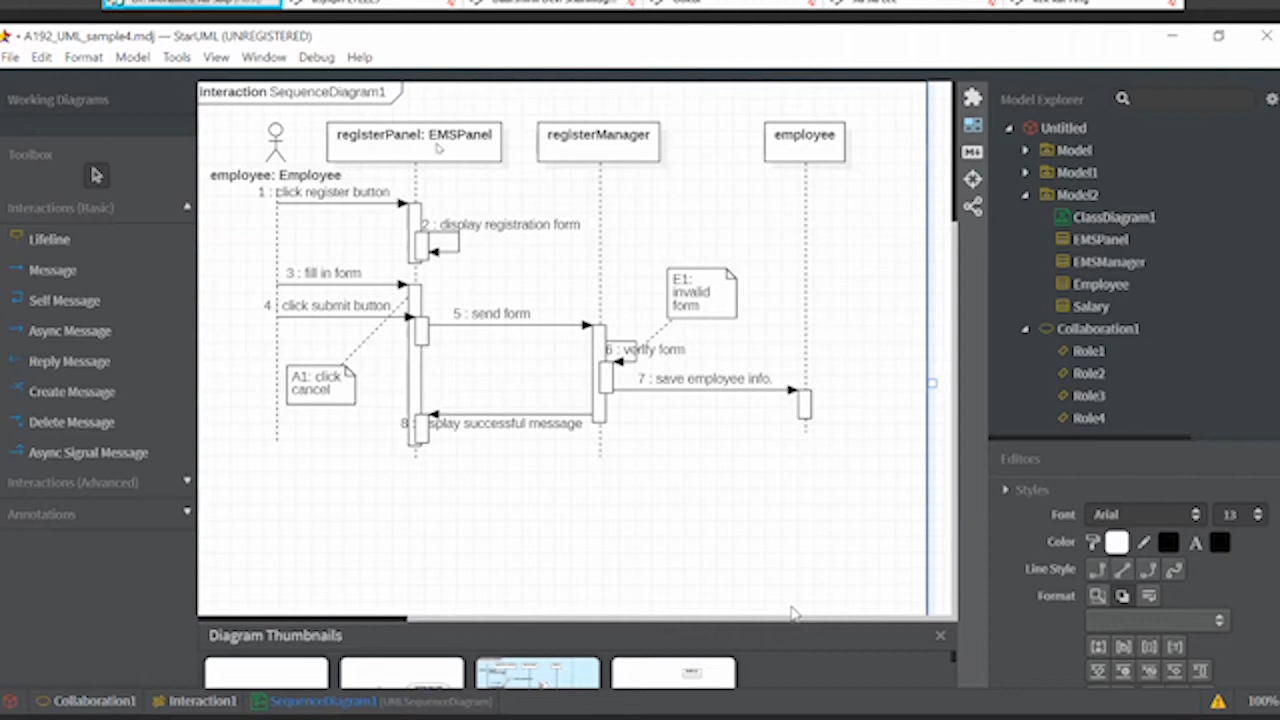 A192_UML_sample4.mdj — StarUML (UNREGISTERED)
File Edit Format Model Tools View Window Debug Help
Working Diagrams
Toolbox
Interactions (Basic)
Lifeline
Message
Self Message
Async Message
Reply Message
Create Message
Delete Message
Async Signal Message
Interactions (Advanced)
Annotations
Interaction SequenceDiagram1
employee: Employee
registerPanel: EMSPanel
registerManager
employee
1 : click register button
2 : display registration form
3 : fill in form
4 : click submit button
5 : send form
E1:
invalid
form
6 : verify form
A1: click
cancel
7 : save employee info.
8 : splay successful message
Diagram Thumbnails
Model Explorer
Untitled
Model
Model1
Model2
ClassDiagram1
EMSPanel
EMSManager
Employee
Salary
Collaboration1
Role1
Role2
Role3
Role4
Editors
Styles
Font Arial 13
Color A
Line Style
Format
Collaboration1 Interaction1 SequenceDiagram1 [UMLSequenceDiagram] 100%